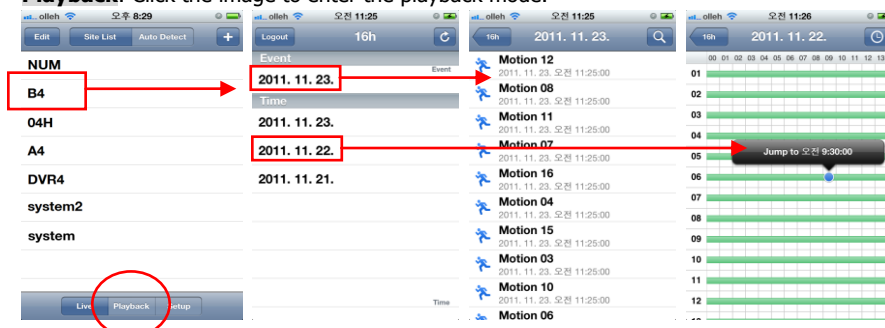 Playback: Click the image to enter the playback mode.
olleh 오후 8:29
Edit Site List Auto Detect +
NUM
B4
04H
A4
DVR4
system2
system
Live Playback Setup
olleh 오전 11:25
Logout 16h
Event
Event
2011. 11. 23.
Time
2011. 11. 23.
2011. 11. 22.
2011. 11. 21.
Time
olleh 오전 11:25
16h 2011. 11. 23.
Motion 12
2011. 11. 23. 오전 11:25:00
Motion 08
2011. 11. 23. 오전 11:25:00
Motion 11
2011. 11. 23. 오전 11:25:00
Motion 07
2011. 11. 23. 오전 11:25:00
Motion 16
2011. 11. 23. 오전 11:25:00
Motion 04
2011. 11. 23. 오전 11:25:00
Motion 15
2011. 11. 23. 오전 11:25:00
Motion 03
2011. 11. 23. 오전 11:25:00
Motion 10
2011. 11. 23. 오전 11:25:00
Motion 06
olleh 오전 11:26
16h 2011. 11. 22.
00 01 02 03 04 05 06 07 08 09 10 11 12 13
01
02
03
04
Jump to 오전 9:30:00
05
06
07
08
09
10
11
12